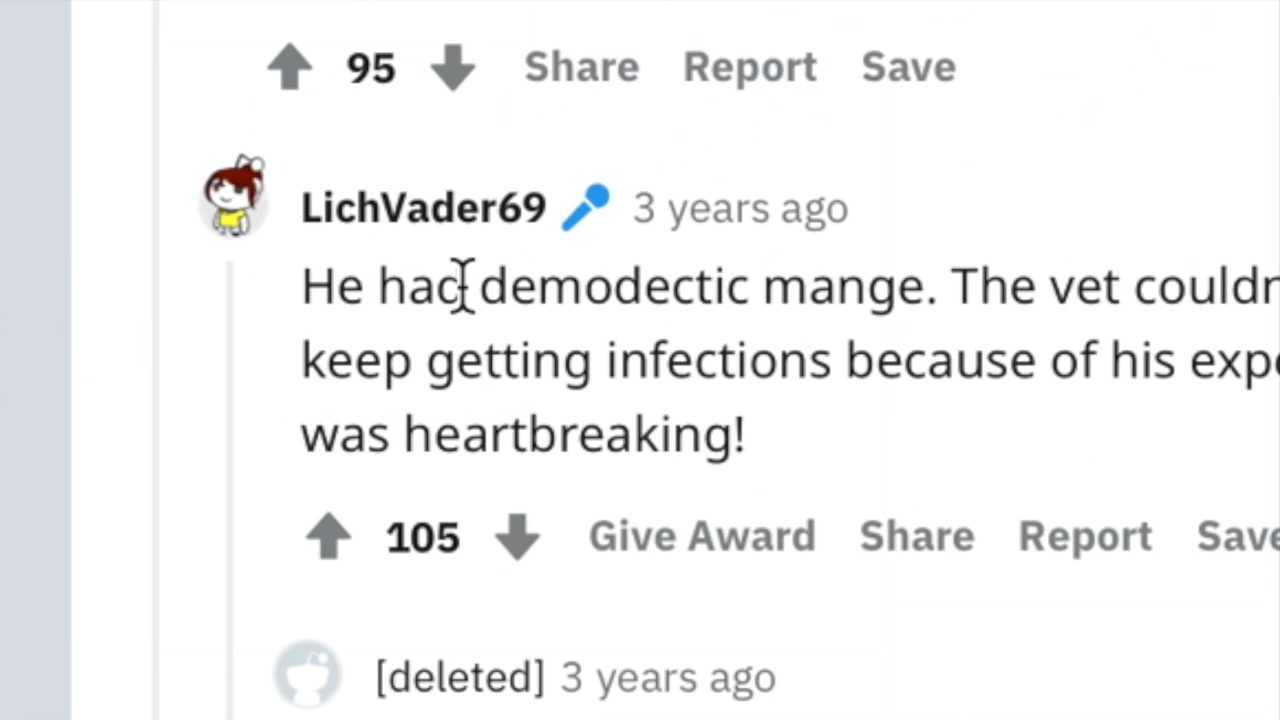 95 Share Report Save
LichVader69 3 years ago
He had demodectic mange. The vet
keep getting infections because of his
was heartbreaking!
105 Give Award Share Report Save
[deleted] 3 years ago